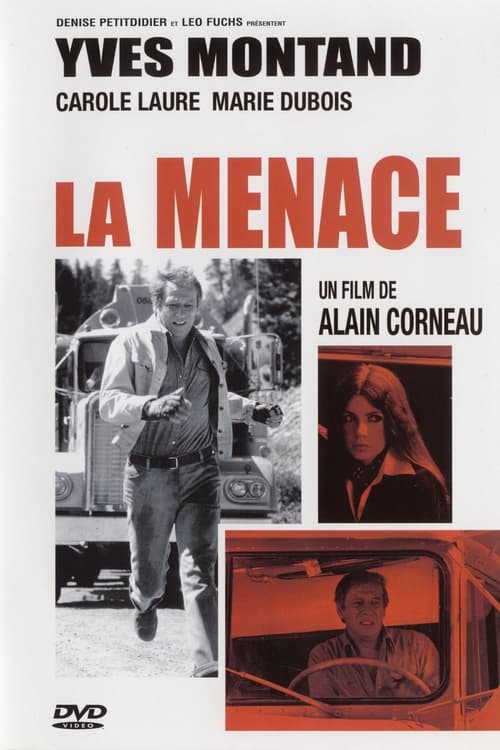 DENISE PETITDIDIER ET LEO FUCHS PRÉSENTENT
YVES MONTAND
CAROLE LAURE MARIE DUBOIS
LA MENACE
UN FILM DE
ALAIN CORNEAU
DVD
VIDEO